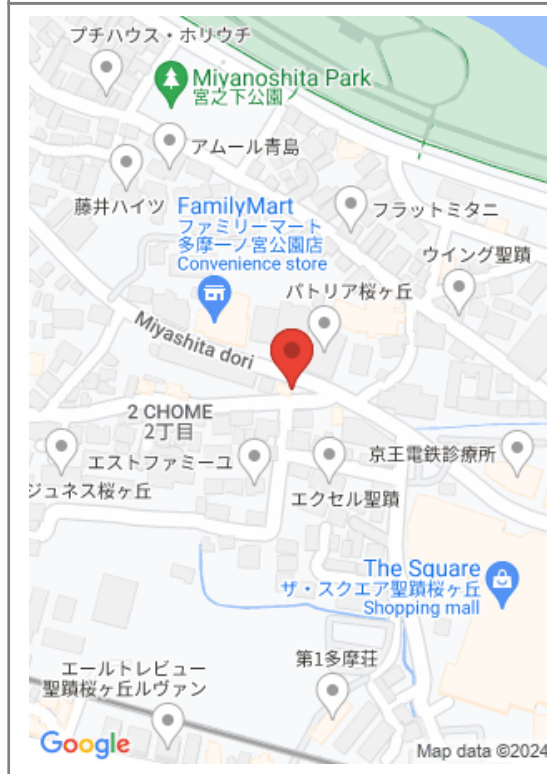 プチハウス・ホリウチ
Miyanoshita Park
宮之下公園
アムール青島
藤井ハイツ
FamilyMart
ファミリーマート
多摩一ノ宮公園店
Convenience store
フラットミタニ
ウイング聖蹟
パトリア桜ヶ丘
Miyashita dori
2 CHOME
2丁目
エストファミーユ
京王電鉄診療所
ジュネス桜ヶ丘
エクセル聖蹟
The Square
ザ・スクエア聖蹟桜ヶ丘
Shopping mall
第1多摩荘
エールトレビュー
聖蹟桜ヶ丘ルヴァン
Google
Map data ©2024